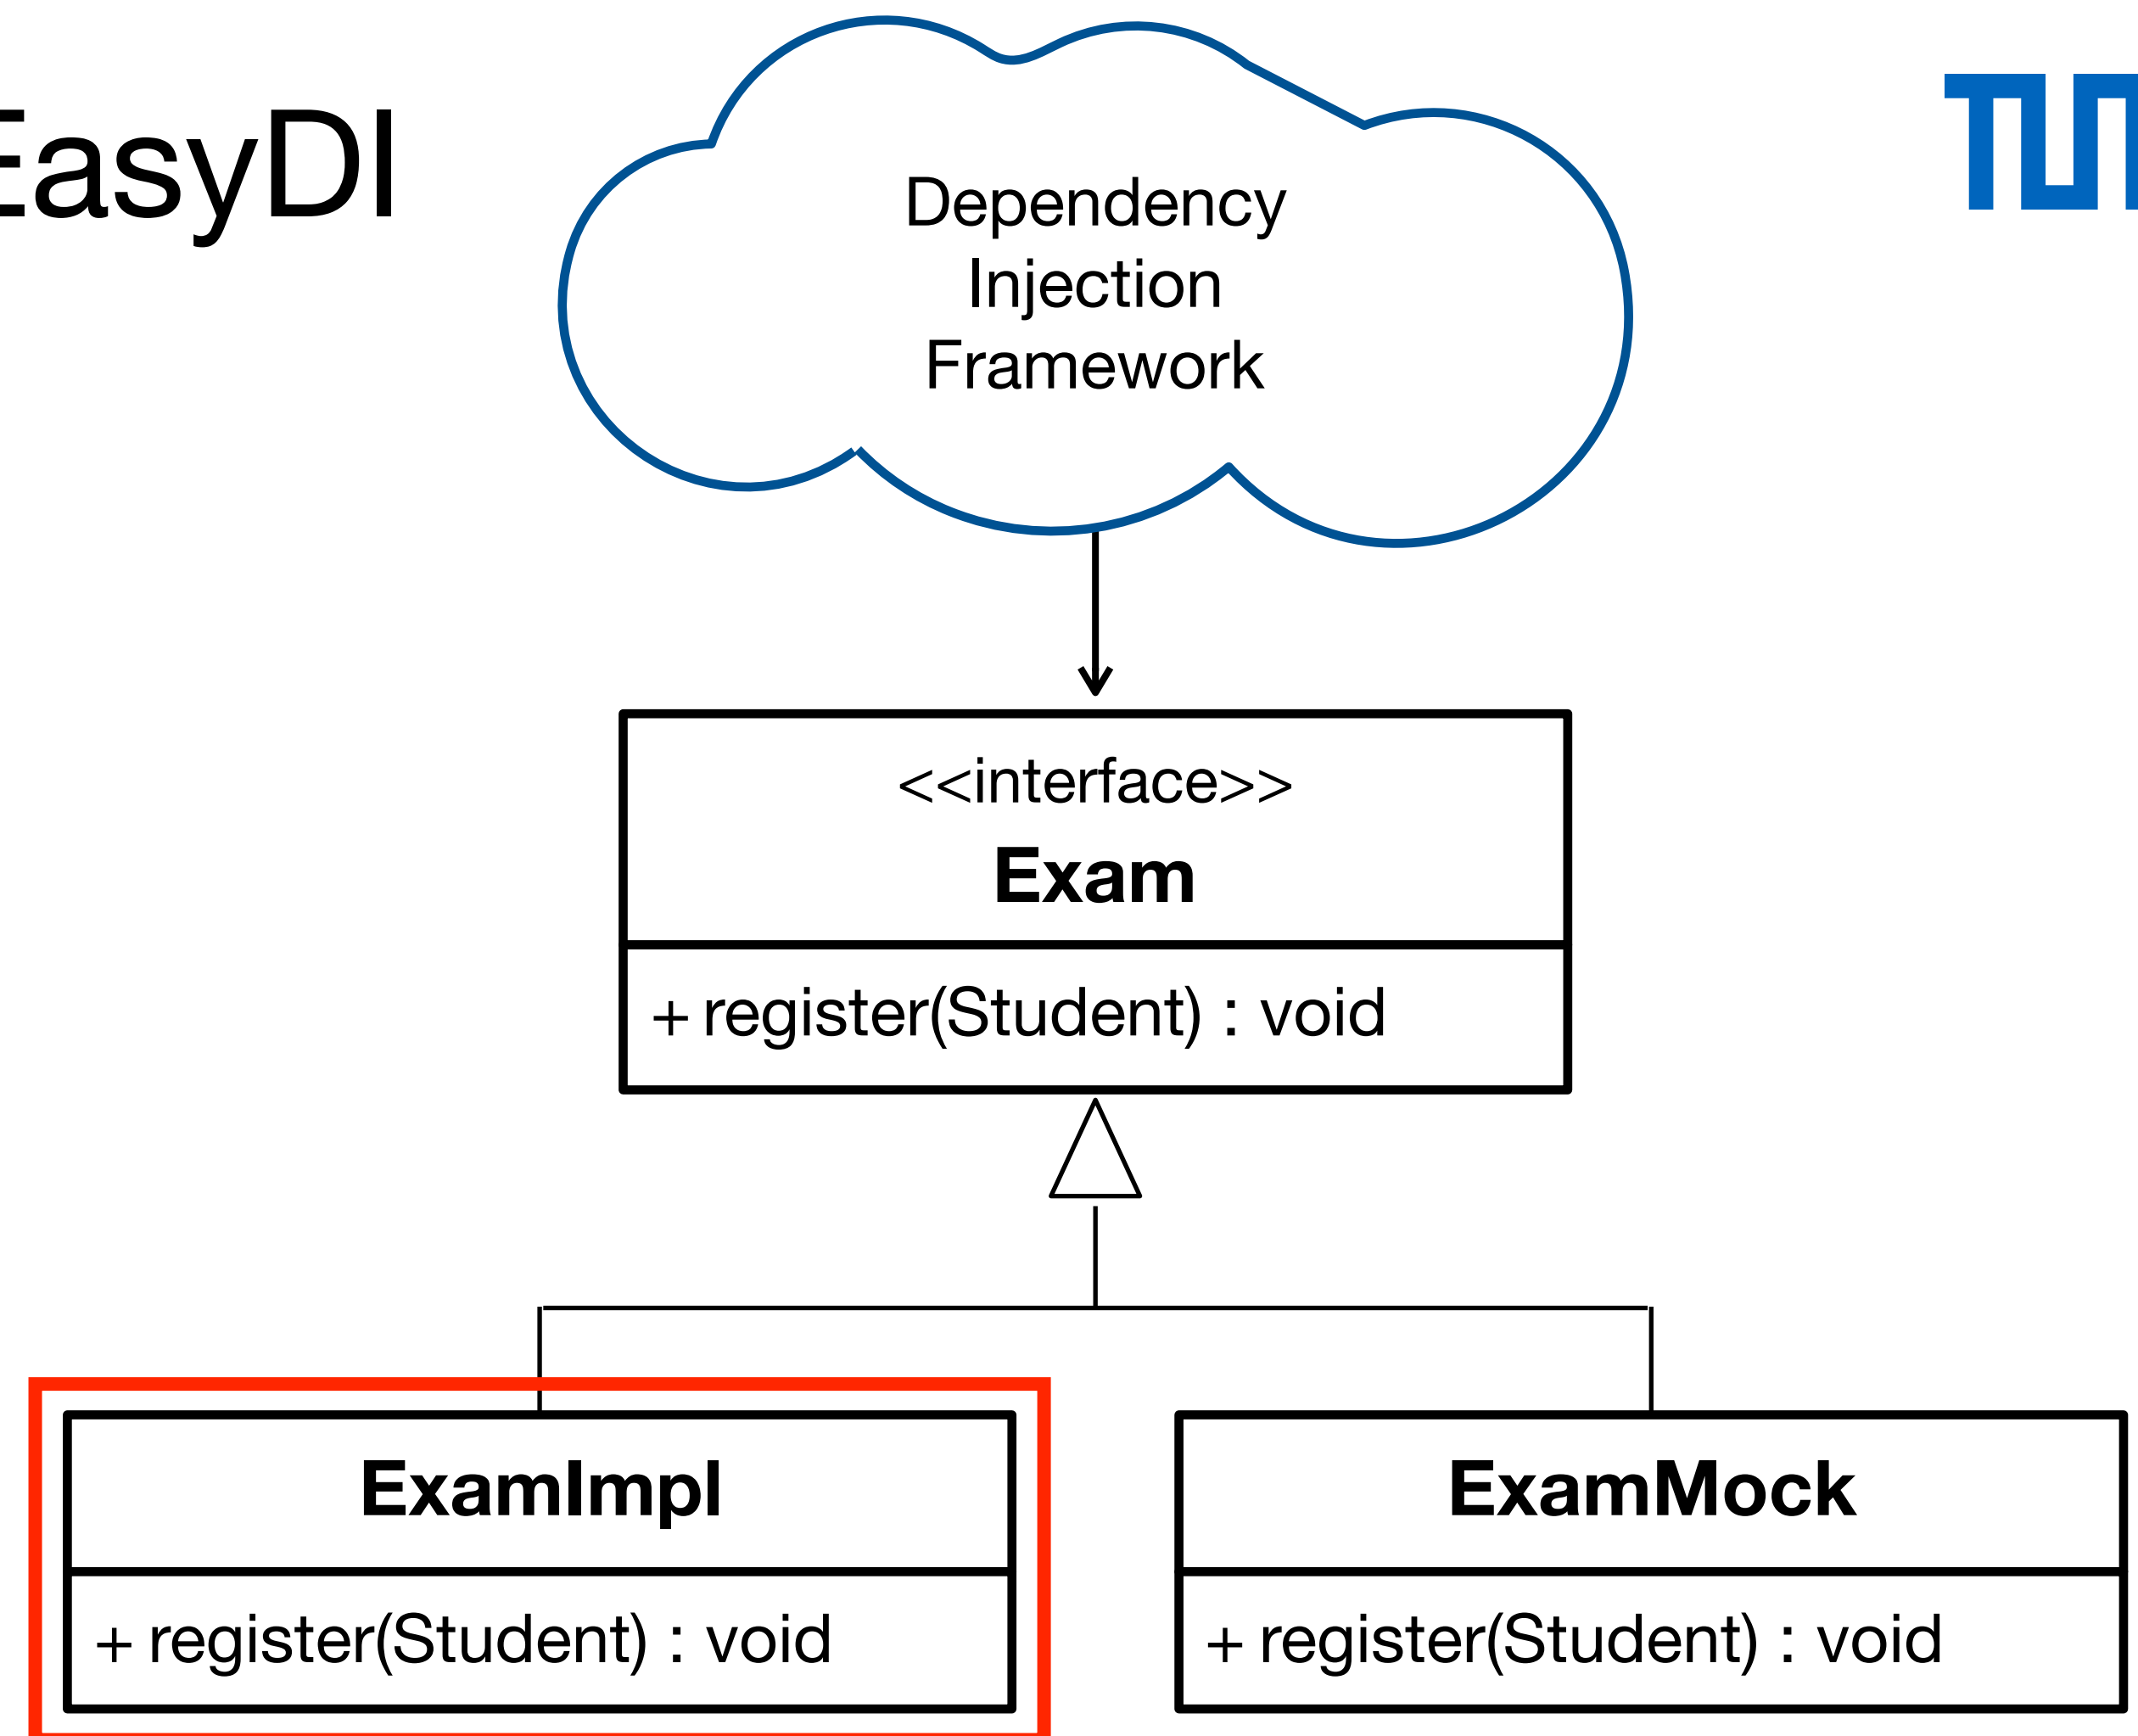 EasyDI
Dependency
Injection
Framework
<<interface>>
Exam
+ register(Student) : void
ExamImpl
+ register(Student) : void
ExamMock
+ register(Student) : void